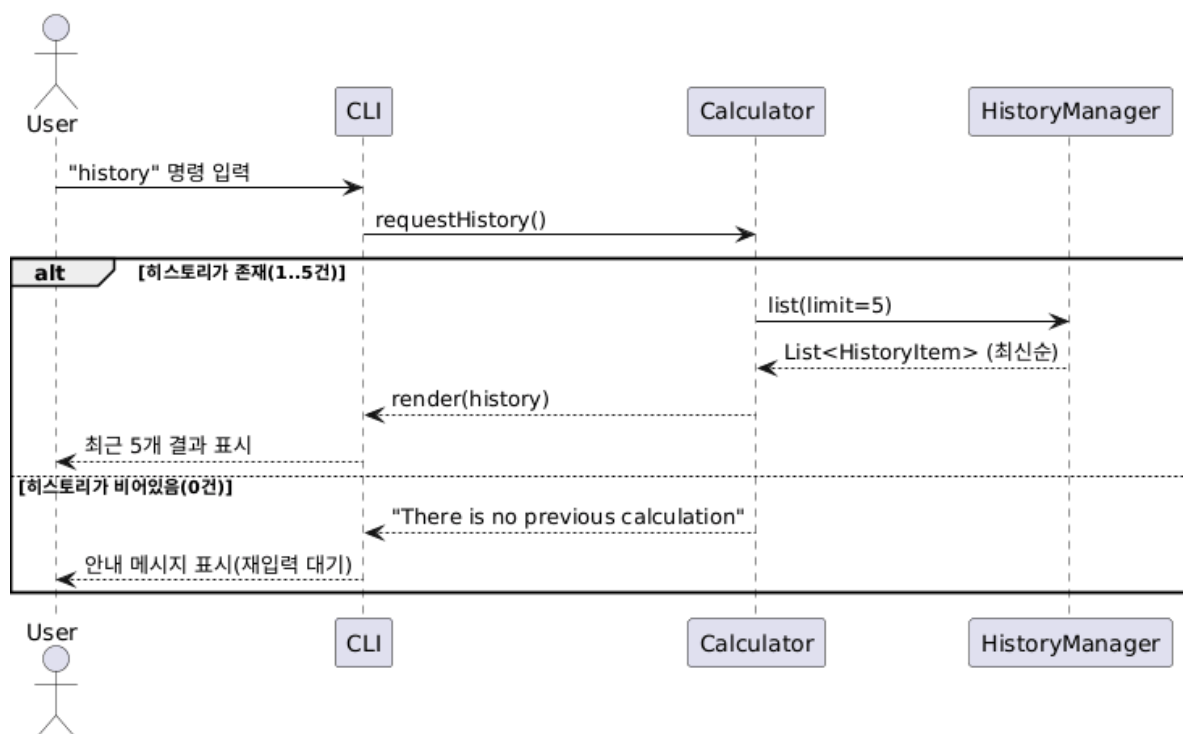 User
CLI
Calculator
HistoryManager
"history" 명령 입력
requestHistory()
alt
[히스토리가 존재(1..5건)]
list(limit=5)
List<HistoryItem> (최신순)
render(history)
최근 5개 결과 표시
[히스토리가 비어있음(0건)]
"There is no previous calculation"
안내 메시지 표시(재입력 대기)
User
CLI
Calculator
HistoryManager